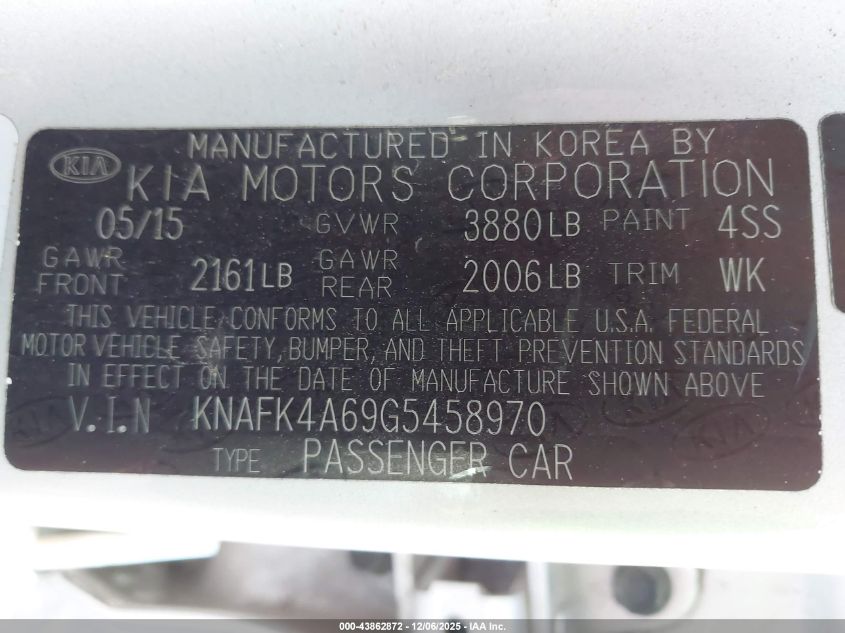 MANUFACTURED IN KOREA BY
KIA KIA MOTORS CORPORATION
05/15 GVWR 3880LB PAINT 4SS
GAWR FRONT 2161LB GAWR REAR 2006LB TRIM WK
THIS VEHICLE CONFORMS TO ALL APPLICABLE U.S.A. FEDERAL
MOTOR VEHICLE SAFETY, BUMPER, AND THEFT PREVENTION STANDARDS
IN EFFECT ON THE DATE OF MANUFACTURE SHOWN ABOVE
V.I.N KNAFK4A69G5458970
TYPE PASSENGER CAR
000-43862872 | 12/06/2025 - IAA Inc.